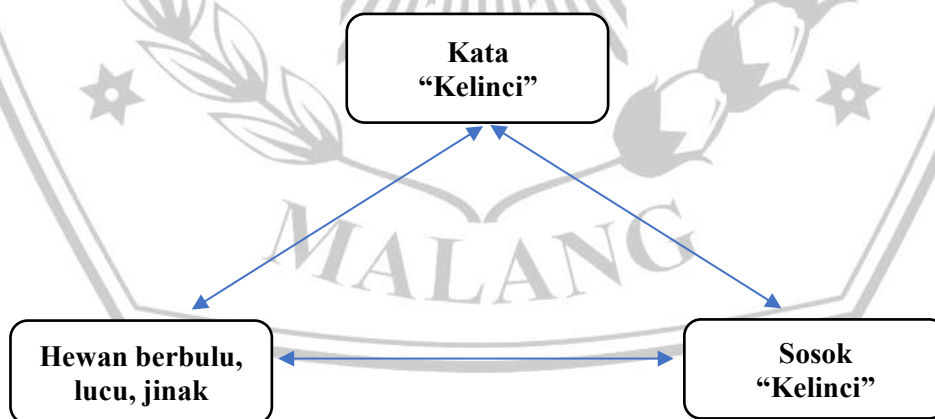 Kata
“Kelinci”
MALANG
Hewan berbulu,
lucu, jinak
Sosok
“Kelinci”